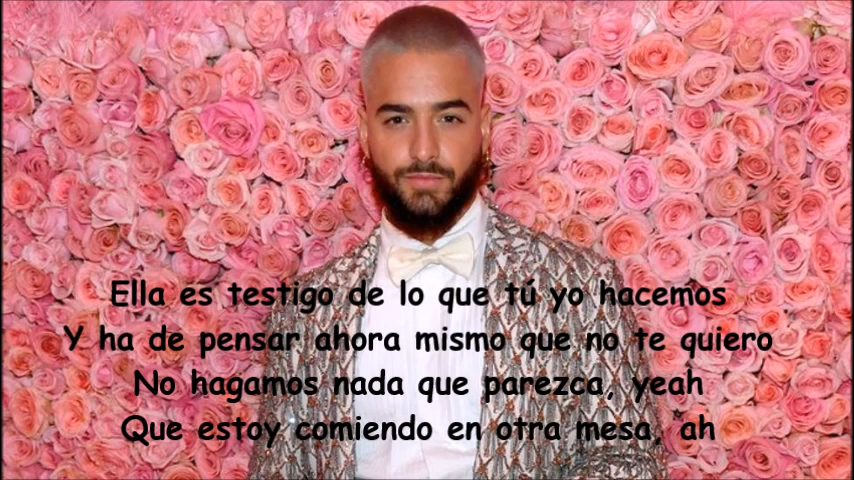 Ella es testigo de lo que tú yo hacemos
Y ha de pensar ahora mismo que no te quiero
No hagamos nada que parezca, yeah
Que estoy comiendo en otra mesa, ah